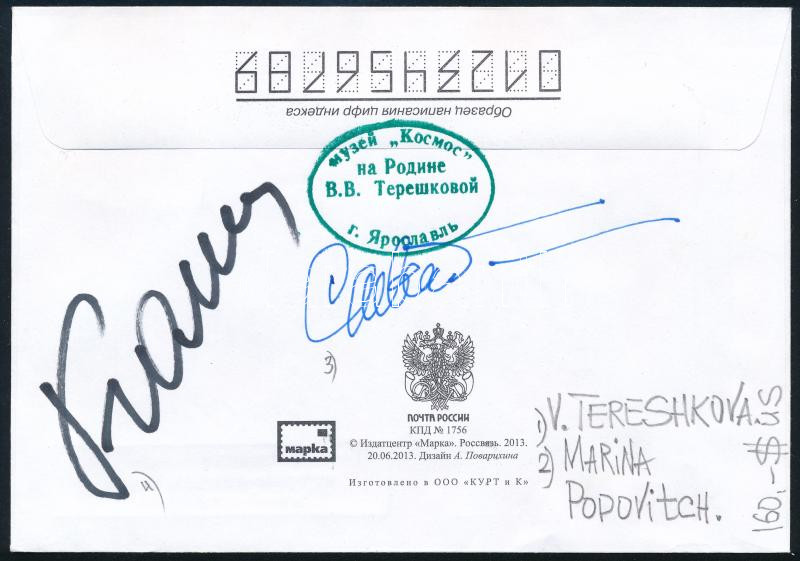 0123456789
Образец написания цифр индекса
музей „Космос"
на Родине
В.В. Терешковой
г. Ярославль
3)
4)
ПОЧТА РОССИИ
КПД № 1756
марка
© Издатцентр «Марка». Россвязь. 2013.
20.06.2013. Дизайн А. Поварихина
Изготовлено в ООО «КУРТ и К»
1) V. TERESHKOVA.
2) MARINA
POPOVITCH.
160.- $ US